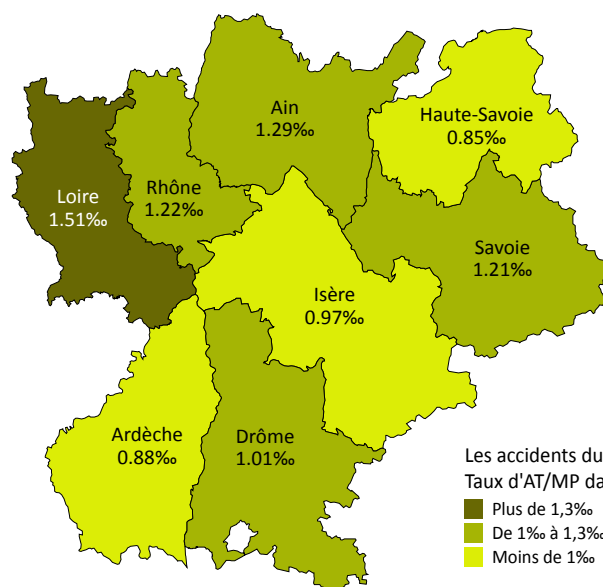 Ain
1.29‰
Haute-Savoie
0.85‰
Loire
1.51‰
Rhône
1.22‰
Savoie
1.21‰
Isère
0.97‰
Ardèche
0.88‰
Drôme
1.01‰
Les accidents du
Taux d'AT/MP da
Plus de 1,3‰
De 1‰ à 1,3‰
Moins de 1‰